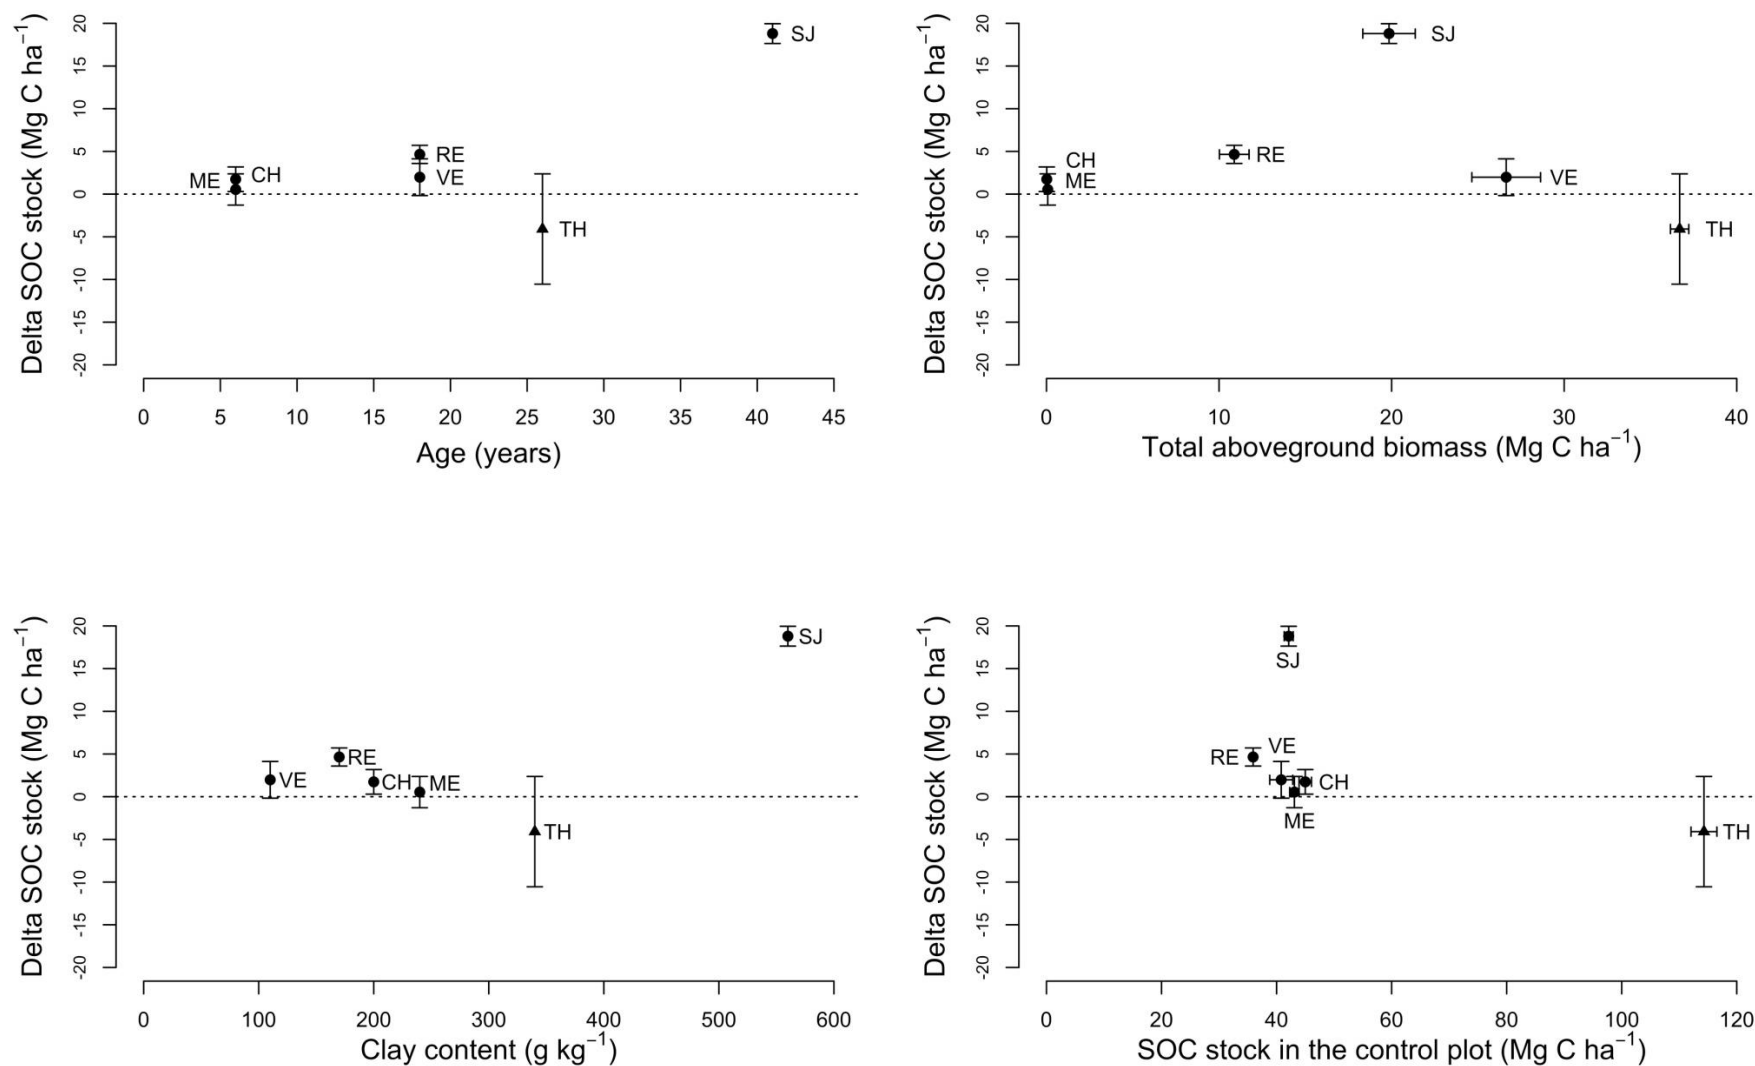 Delta SOC stock (Mg C ha⁻¹)
20
15
10
5
0
-5
-10
-15
-20
SJ
RE
VE
CH
ME
TH
0 5 10 15 20 25 30 35 40 45
Age (years)
Delta SOC stock (Mg C ha⁻¹)
20
15
10
5
0
-5
-10
-15
-20
SJ
RE
CH
ME
VE
TH
0 10 20 30 40
Total aboveground biomass (Mg C ha⁻¹)
Delta SOC stock (Mg C ha⁻¹)
20
15
10
5
0
-5
-10
-15
-20
SJ
RE
VE
CH
ME
TH
0 100 200 300 400 500 600
Clay content (g kg⁻¹)
Delta SOC stock (Mg C ha⁻¹)
20
15
10
5
0
-5
-10
-15
-20
SJ
RE
VE
CH
ME
TH
0 20 40 60 80 100 120
SOC stock in the control plot (Mg C ha⁻¹)